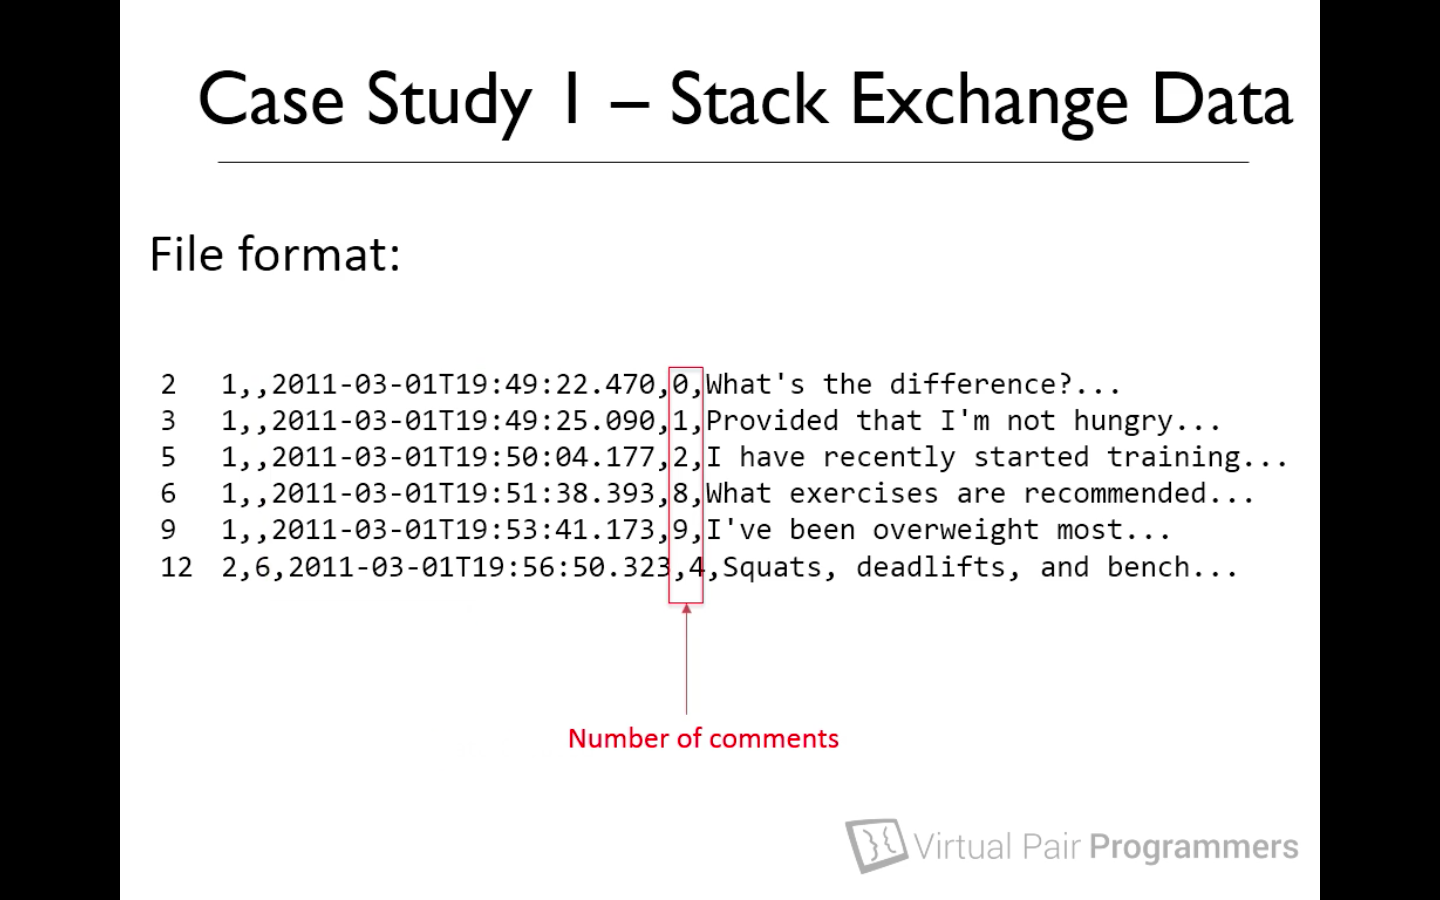 Case Study 1 – Stack Exchange Data
File format:
2 1,,2011-03-01T19:49:22.470,0,What's the difference?...
3 1,,2011-03-01T19:49:25.090,1,Provided that I'm not hungry...
5 1,,2011-03-01T19:50:04.177,2,I have recently started training...
6 1,,2011-03-01T19:51:38.393,8,What exercises are recommended...
9 1,,2011-03-01T19:53:41.173,9,I've been overweight most...
12 2,6,2011-03-01T19:56:50.323,4,Squats, deadlifts, and bench...
Number of comments
Virtual Pair Programmers